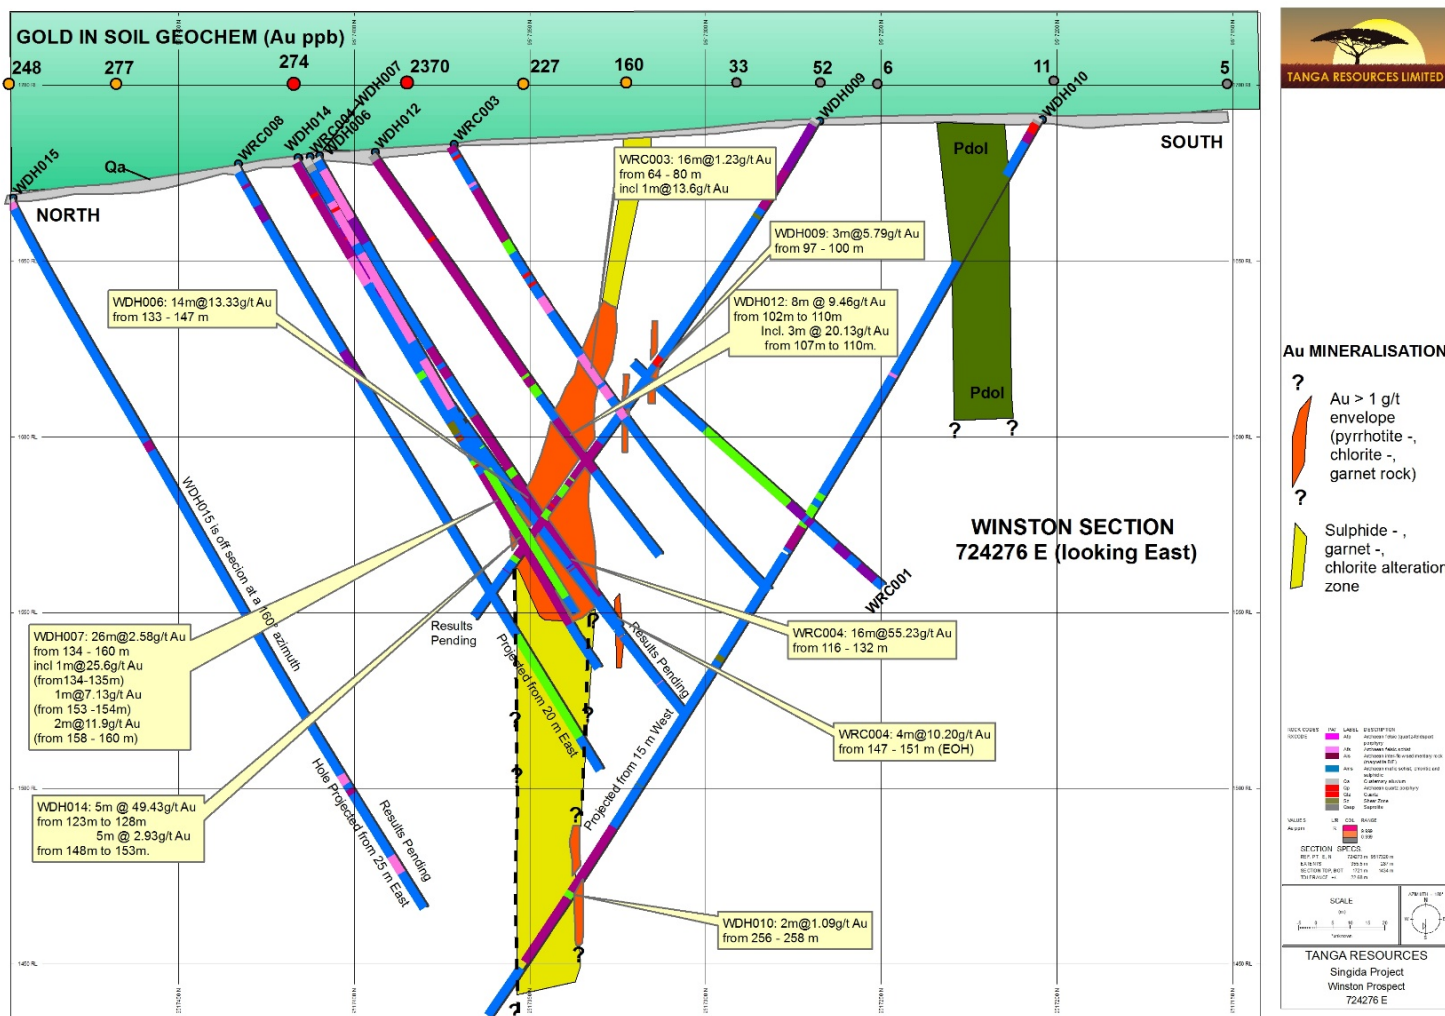 GOLD IN SOIL GEOCHEM (Au ppb)
248
277
274
2370
227
160
33
52
6
11
5
WDH015
WRC008
WDH014
WRC004
WDH007
WDH006
WDH012
WRC003
WDH009
WDH010
Qa
NORTH
SOUTH
Pdol
Pdol
WRC003: 16m@1.23g/t Au
from 64 - 80 m
incl 1m@13.6g/t Au
WDH009: 3m@5.79g/t Au
from 97 - 100 m
WDH006: 14m@13.33g/t Au
from 133 - 147 m
WDH012: 8m @ 9.46g/t Au
from 102m to 110m
Incl. 3m @ 20.13g/t Au
from 107m to 110m.
? ?
WINSTON SECTION
724276 E (looking East)
WRC001
WDH015 is off secion at a 160° azimuth
Results
Pending
Results Pending
Projected from 20 m East
Projected from 15 m West
WDH007: 26m@2.58g/t Au
from 134 - 160 m
incl 1m@25.6g/t Au
(from134-135m)
1m@7.13g/t Au
(from 153 -154m)
2m@11.9g/t Au
(from 158 - 160 m)
WRC004: 16m@55.23g/t Au
from 116 - 132 m
WRC004: 4m@10.20g/t Au
from 147 - 151 m (EOH)
WDH014: 5m @ 49.43g/t Au
from 123m to 128m
5m @ 2.93g/t Au
from 148m to 153m.
Results Pending
Hole Projected from 25 m East
WDH010: 2m@1.09g/t Au
from 256 - 258 m
TANGA RESOURCES LIMITED
Au MINERALISATION
?
Au > 1 g/t
envelope
(pyrrhotite -,
chlorite -,
garnet rock)
?
Sulphide - ,
garnet -,
chlorite alteration
zone
ROCK CODES
SECTION SPECS
SCALE
TANGA RESOURCES
Singida Project
Winston Prospect
724276 E